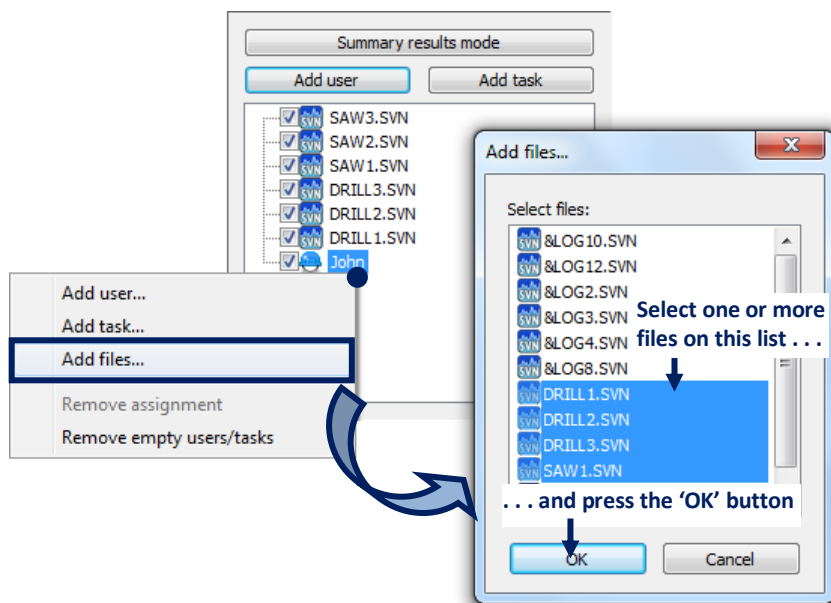 Summary results mode
Add user
Add task
SAW3.SVN
SAW2.SVN
SAW1.SVN
DRILL3.SVN
DRILL2.SVN
DRILL1.SVN
John
Add user...
Add task...
Add files...
Remove assignment
Remove empty users/tasks
Add files...
Select files:
&LOG10.SVN
&LOG12.SVN
&LOG2.SVN
&LOG3.SVN
&LOG4.SVN
&LOG8.SVN
DRILL1.SVN
DRILL2.SVN
DRILL3.SVN
SAW1.SVN
Select one or more
files on this list . . .
. . . and press the ‘OK’ button
OK
Cancel